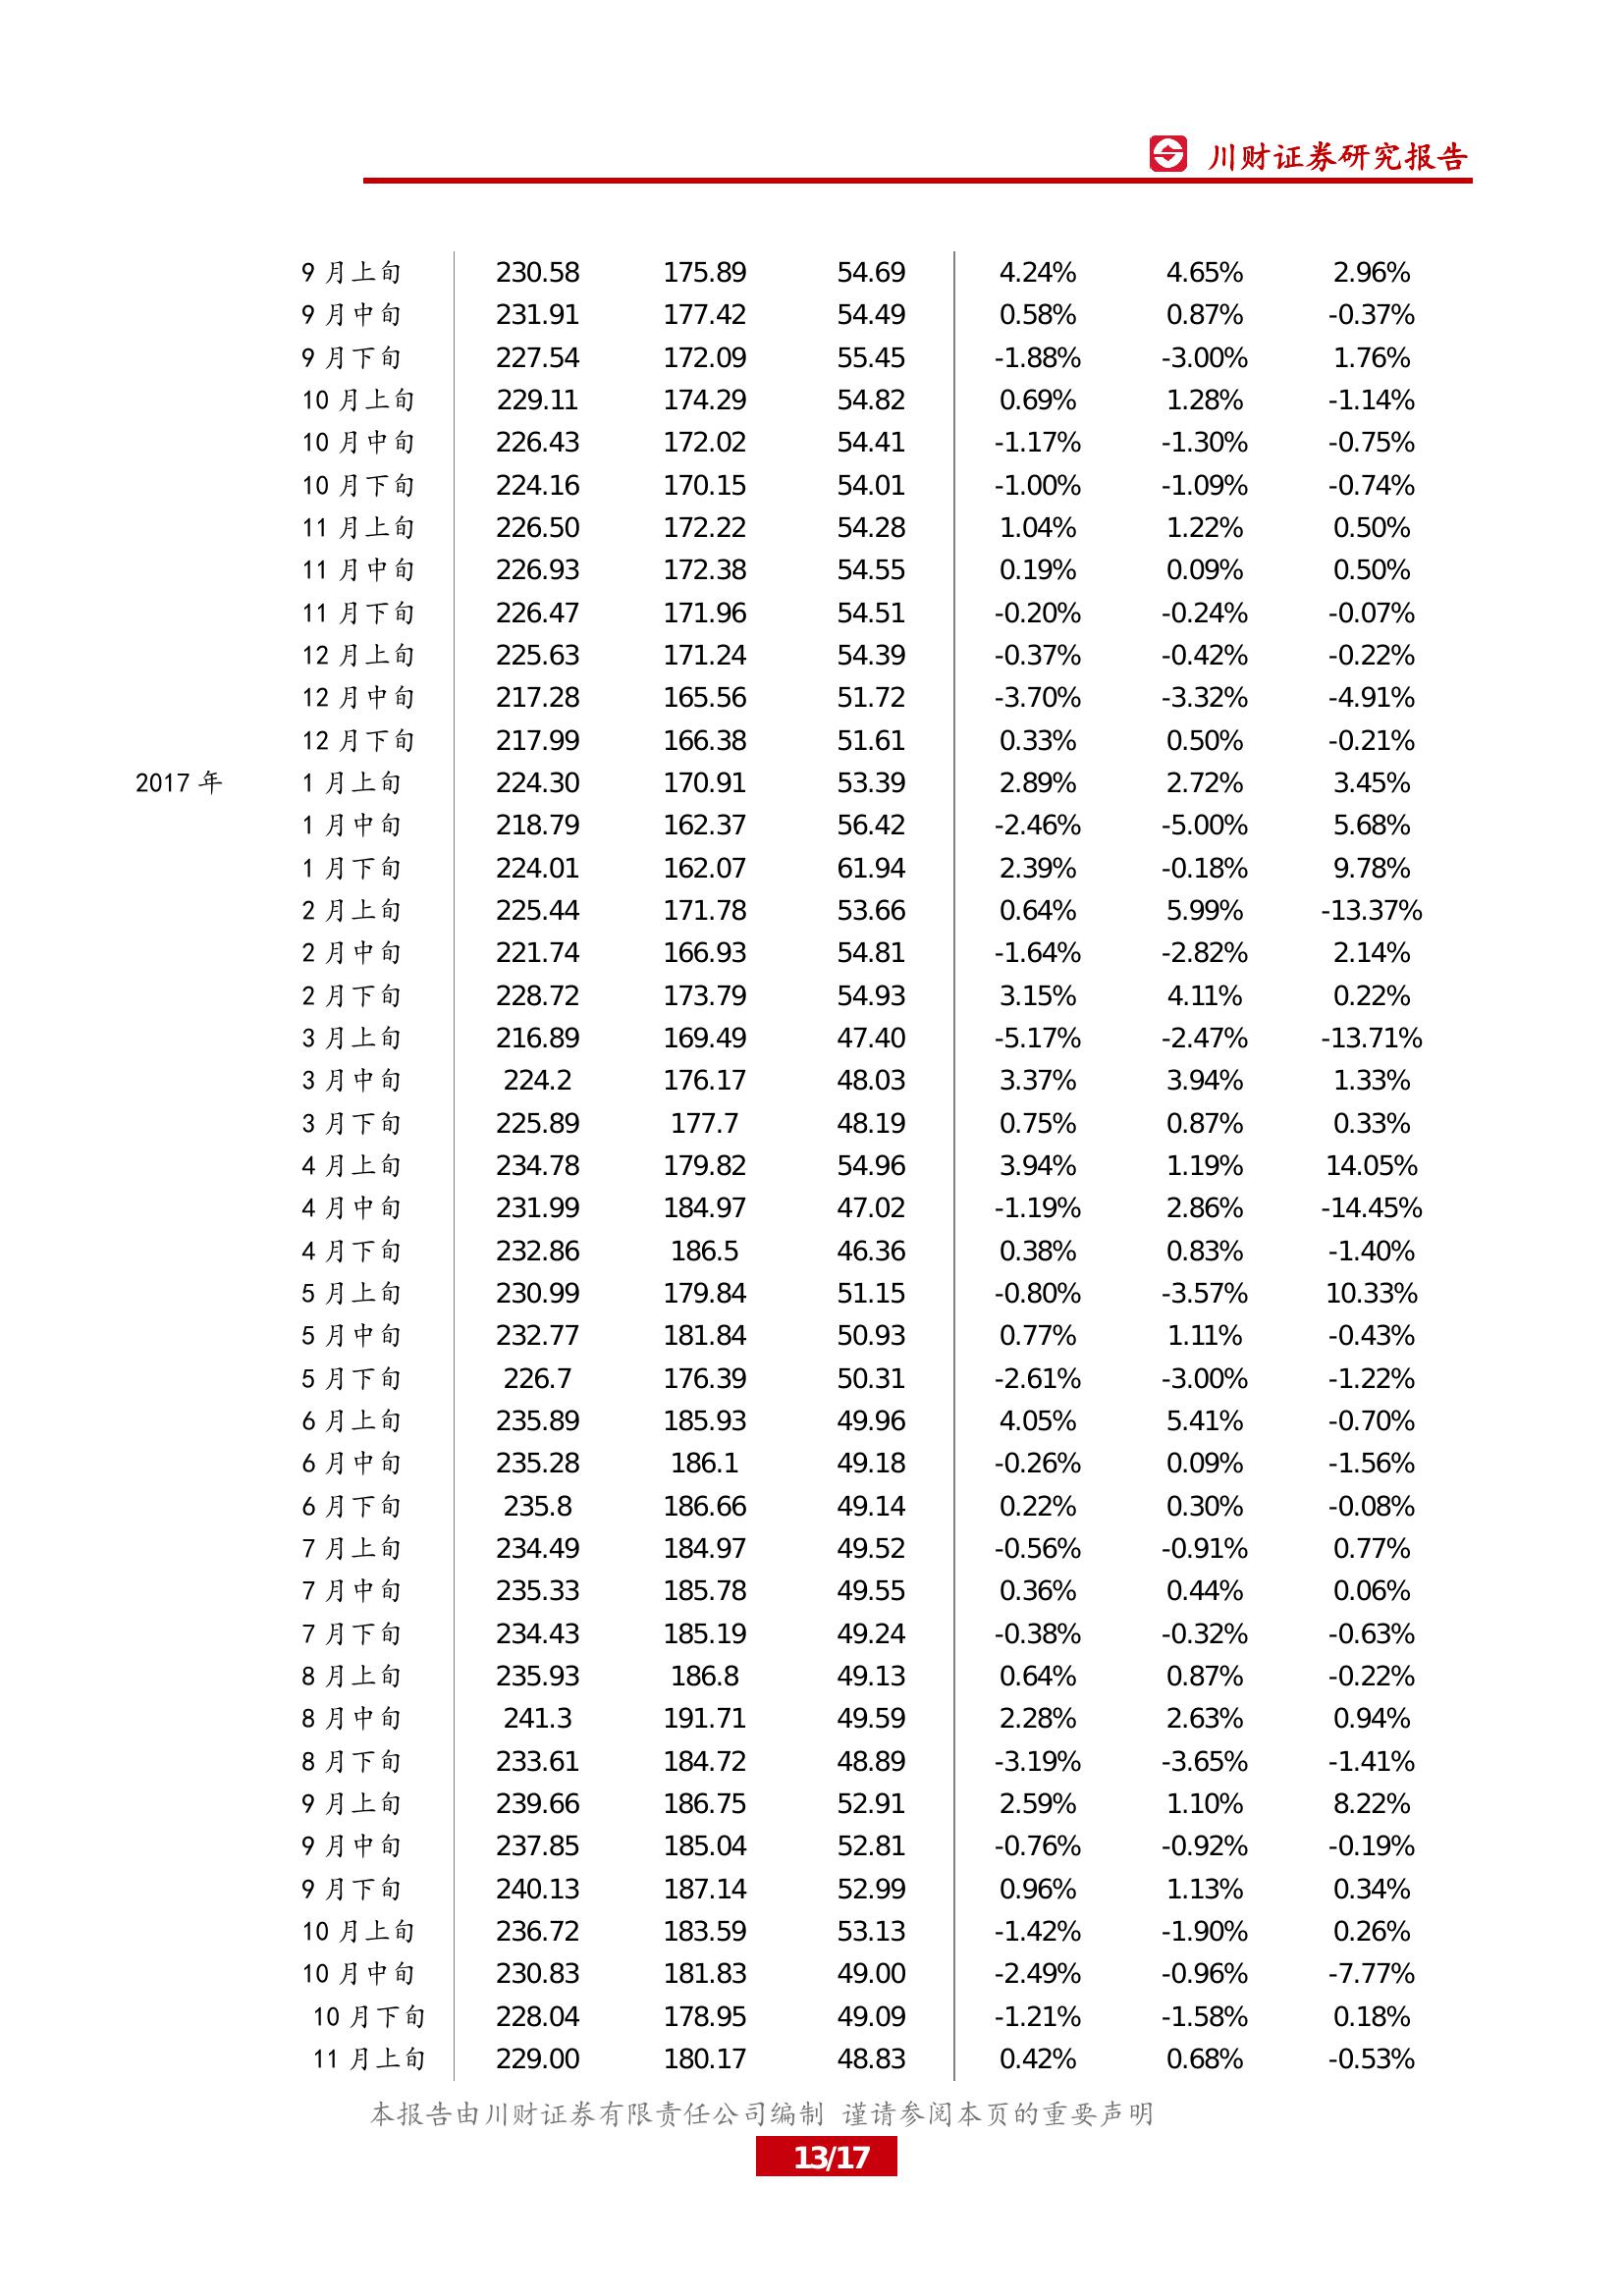 川财证券研究报告
9 月上旬 230.58 175.89 54.69 4.24% 4.65% 2.96%
9 月中旬 231.91 177.42 54.49 0.58% 0.87% -0.37%
9 月下旬 227.54 172.09 55.45 -1.88% -3.00% 1.76%
10 月上旬 229.11 174.29 54.82 0.69% 1.28% -1.14%
10 月中旬 226.43 172.02 54.41 -1.17% -1.30% -0.75%
10 月下旬 224.16 170.15 54.01 -1.00% -1.09% -0.74%
11 月上旬 226.50 172.22 54.28 1.04% 1.22% 0.50%
11 月中旬 226.93 172.38 54.55 0.19% 0.09% 0.50%
11 月下旬 226.47 171.96 54.51 -0.20% -0.24% -0.07%
12 月上旬 225.63 171.24 54.39 -0.37% -0.42% -0.22%
12 月中旬 217.28 165.56 51.72 -3.70% -3.32% -4.91%
12 月下旬 217.99 166.38 51.61 0.33% 0.50% -0.21%
2017 年 1 月上旬 224.30 170.91 53.39 2.89% 2.72% 3.45%
1 月中旬 218.79 162.37 56.42 -2.46% -5.00% 5.68%
1 月下旬 224.01 162.07 61.94 2.39% -0.18% 9.78%
2 月上旬 225.44 171.78 53.66 0.64% 5.99% -13.37%
2 月中旬 221.74 166.93 54.81 -1.64% -2.82% 2.14%
2 月下旬 228.72 173.79 54.93 3.15% 4.11% 0.22%
3 月上旬 216.89 169.49 47.40 -5.17% -2.47% -13.71%
3 月中旬 224.2 176.17 48.03 3.37% 3.94% 1.33%
3 月下旬 225.89 177.7 48.19 0.75% 0.87% 0.33%
4 月上旬 234.78 179.82 54.96 3.94% 1.19% 14.05%
4 月中旬 231.99 184.97 47.02 -1.19% 2.86% -14.45%
4 月下旬 232.86 186.5 46.36 0.38% 0.83% -1.40%
5 月上旬 230.99 179.84 51.15 -0.80% -3.57% 10.33%
5 月中旬 232.77 181.84 50.93 0.77% 1.11% -0.43%
5 月下旬 226.7 176.39 50.31 -2.61% -3.00% -1.22%
6 月上旬 235.89 185.93 49.96 4.05% 5.41% -0.70%
6 月中旬 235.28 186.1 49.18 -0.26% 0.09% -1.56%
6 月下旬 235.8 186.66 49.14 0.22% 0.30% -0.08%
7 月上旬 234.49 184.97 49.52 -0.56% -0.91% 0.77%
7 月中旬 235.33 185.78 49.55 0.36% 0.44% 0.06%
7 月下旬 234.43 185.19 49.24 -0.38% -0.32% -0.63%
8 月上旬 235.93 186.8 49.13 0.64% 0.87% -0.22%
8 月中旬 241.3 191.71 49.59 2.28% 2.63% 0.94%
8 月下旬 233.61 184.72 48.89 -3.19% -3.65% -1.41%
9 月上旬 239.66 186.75 52.91 2.59% 1.10% 8.22%
9 月中旬 237.85 185.04 52.81 -0.76% -0.92% -0.19%
9 月下旬 240.13 187.14 52.99 0.96% 1.13% 0.34%
10 月上旬 236.72 183.59 53.13 -1.42% -1.90% 0.26%
10 月中旬 230.83 181.83 49.00 -2.49% -0.96% -7.77%
10 月下旬 228.04 178.95 49.09 -1.21% -1.58% 0.18%
11 月上旬 229.00 180.17 48.83 0.42% 0.68% -0.53%
本报告由川财证券有限责任公司编制 谨请参阅本页的重要声明
13/17